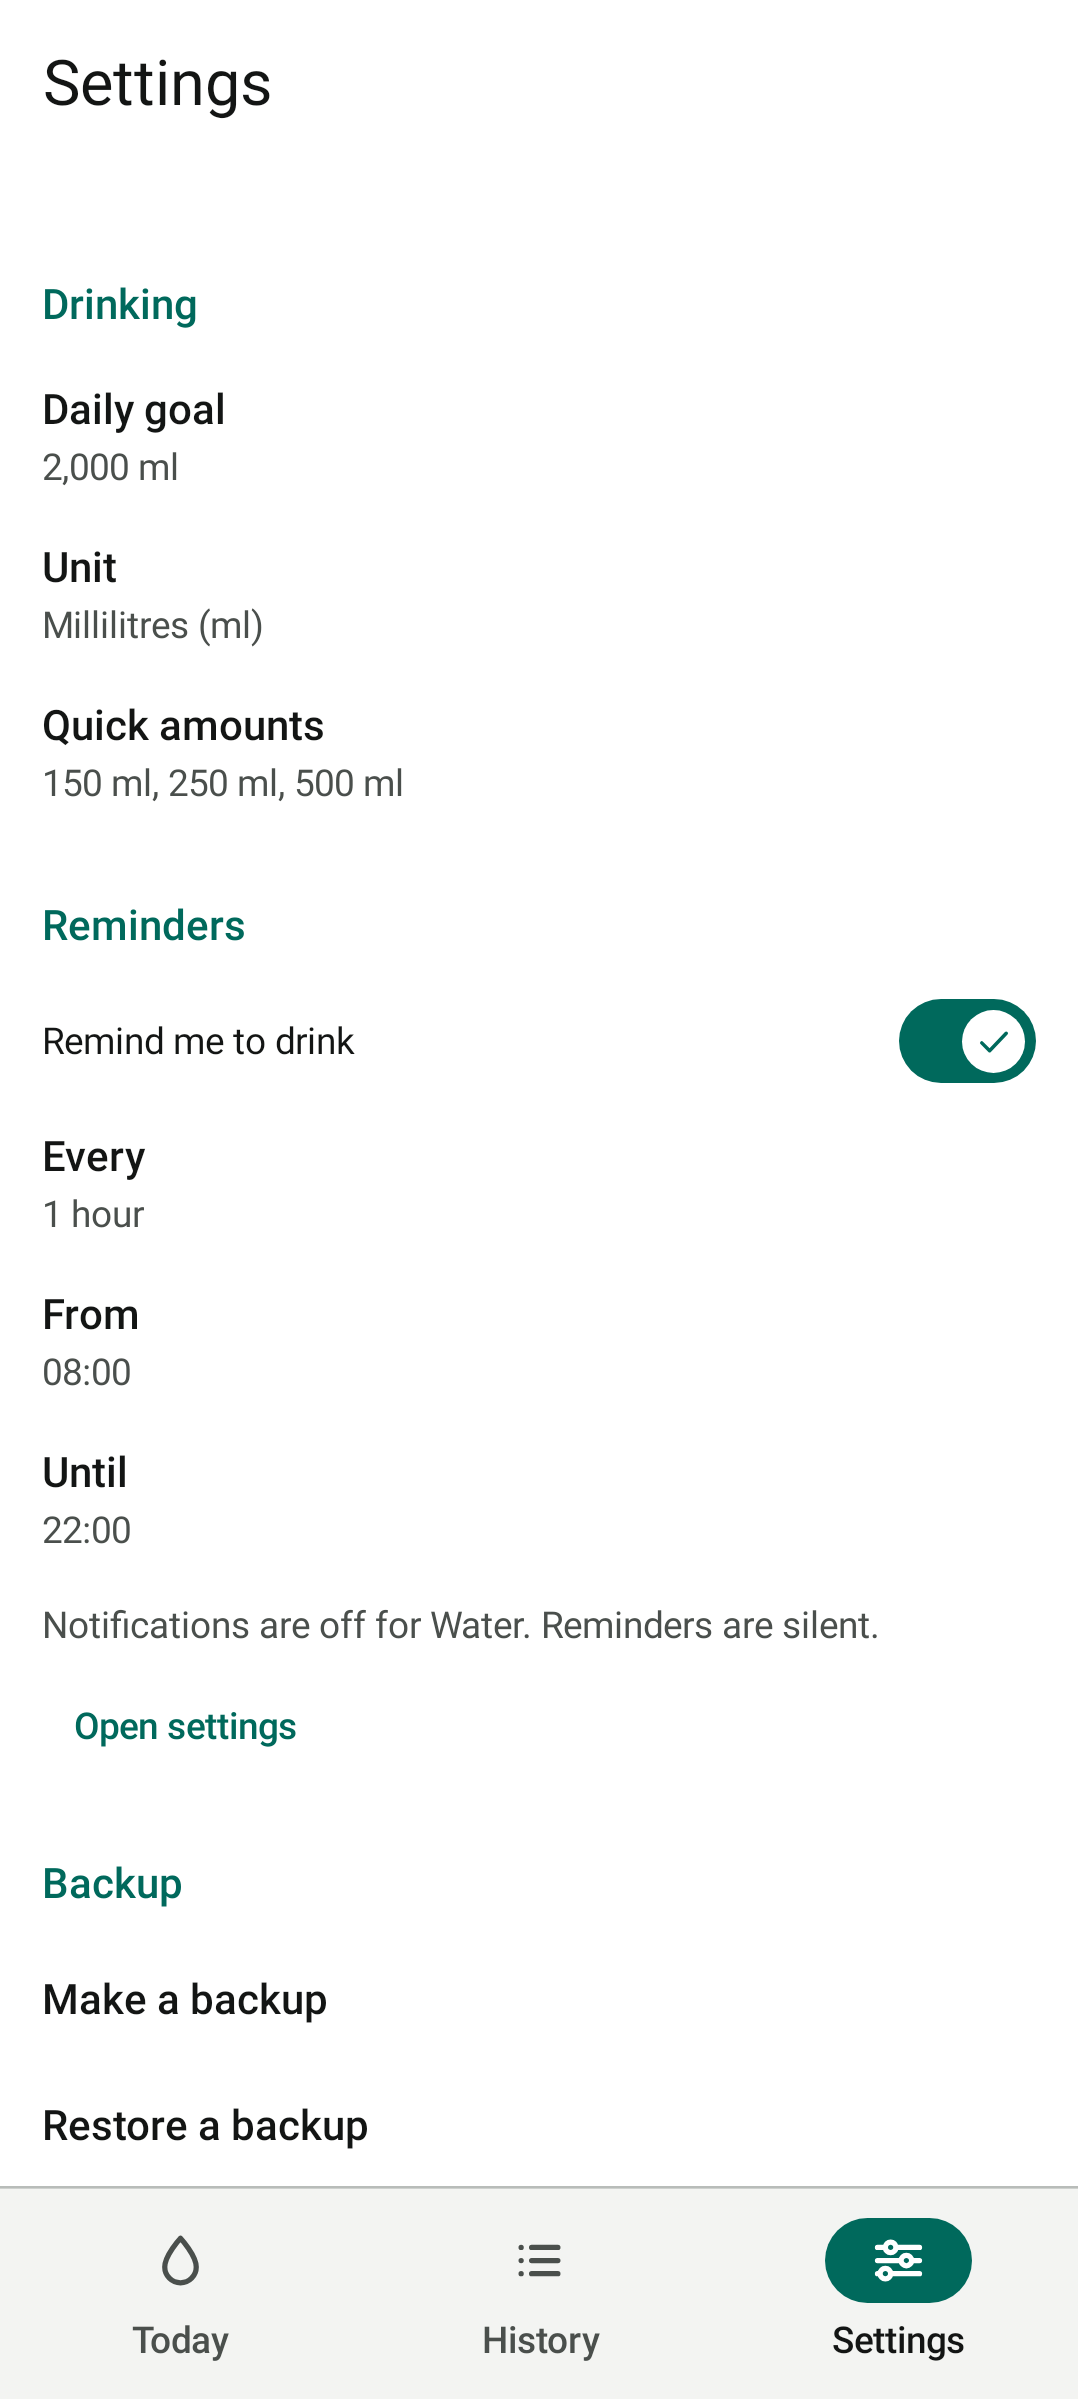 Settings
Drinking
Daily goal
2,000 ml
Unit
Millilitres (ml)
Quick amounts
150 ml, 250 ml, 500 ml
Reminders
Remind me to drink
Every
1 hour
From
08:00
Until
22:00
Notifications are off for Water. Reminders are silent.
Open settings
Backup
Make a backup
Restore a backup
Today
History
Settings